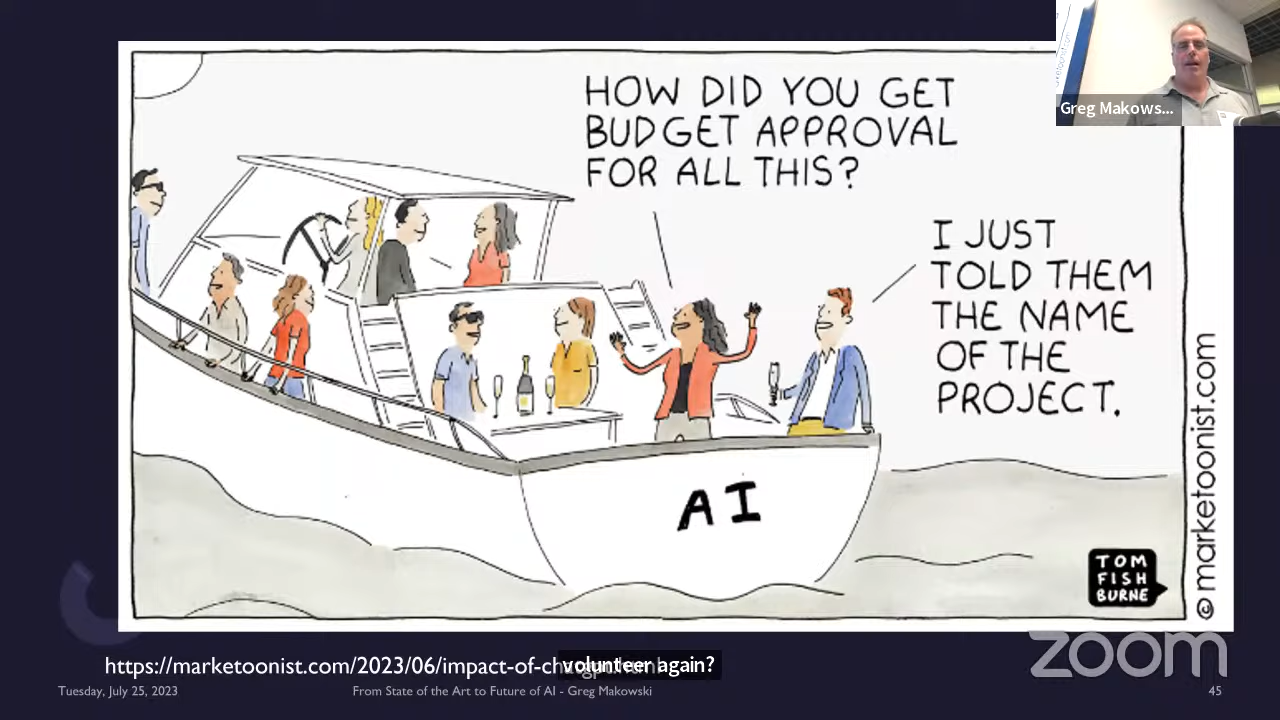 HOW DID YOU GET
BUDGET APPROVAL
FOR ALL THIS?
Greg Makows...
I JUST
TOLD THEM
THE NAME
OF THE
PROJECT.
AI
TOM
FISH
BURNE
© marketoonist.com
zoom
https://marketoonist.com/2023/06/impact-of-ch
volunteer again?
Tuesday, July 25, 2023
From State of the Art to Future of AI - Greg Makowski
45